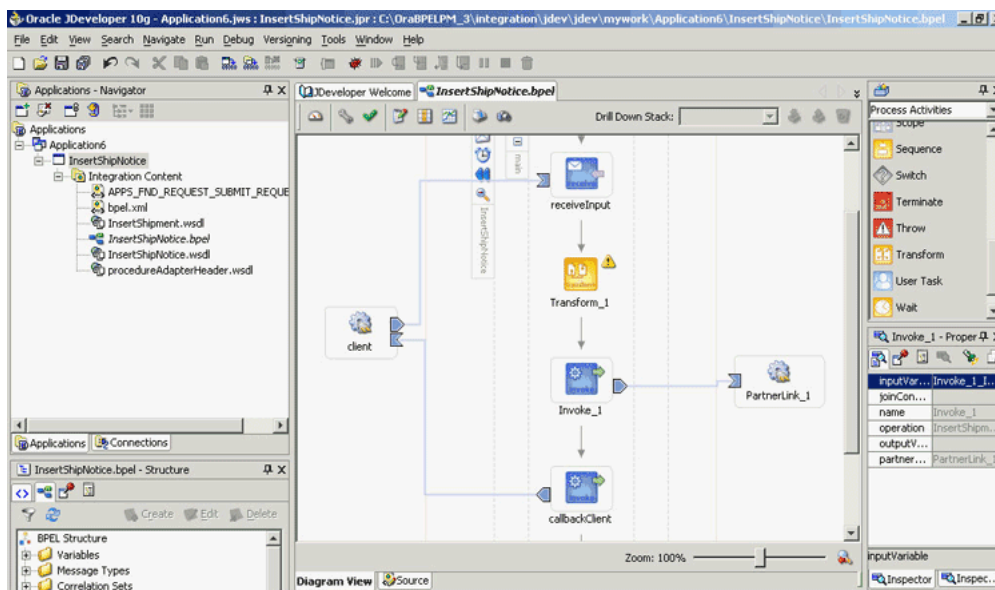 Oracle JDeveloper 10g - Application6.jws : InsertShipNotice.jpr : C:\OraBPELPM_3\integration\jdev\jdev\mywork\Application6\InsertShipNotice\InsertShipNotice.bpel
File Edit View Search Navigate Run Debug Versioning Tools Window Help
Applications - Navigator
Applications
Application6
InsertShipNotice
Integration Content
APPS_FND_REQUEST_SUBMIT_REQUE
bpel.xml
InsertShipment.wsdl
InsertShipNotice.bpel
InsertShipNotice.wsdl
procedureAdapterHeader.wsdl
Applications Connections
InsertShipNotice.bpel - Structure
Create Edit Delete
BPEL Structure
Variables
Message Types
Correlation Sets
JDeveloper Welcome InsertShipNotice.bpel
Drill Down Stack:
main
InsertShipNotice
receive
receiveInput
Transform_1
client
invoke
Invoke_1
PartnerLink_1
invoke
callbackClient
Zoom: 100%
Diagram View Source
Process Activities
Scope
Sequence
Switch
Terminate
Throw
Transform
User Task
Wait
Invoke_1 - Proper
inputVar... Invoke_1_I...
joinCon...
name Invoke_1
operation InsertShipm...
outputV...
partner... PartnerLink_1
inputVariable
Inspector Inspec...